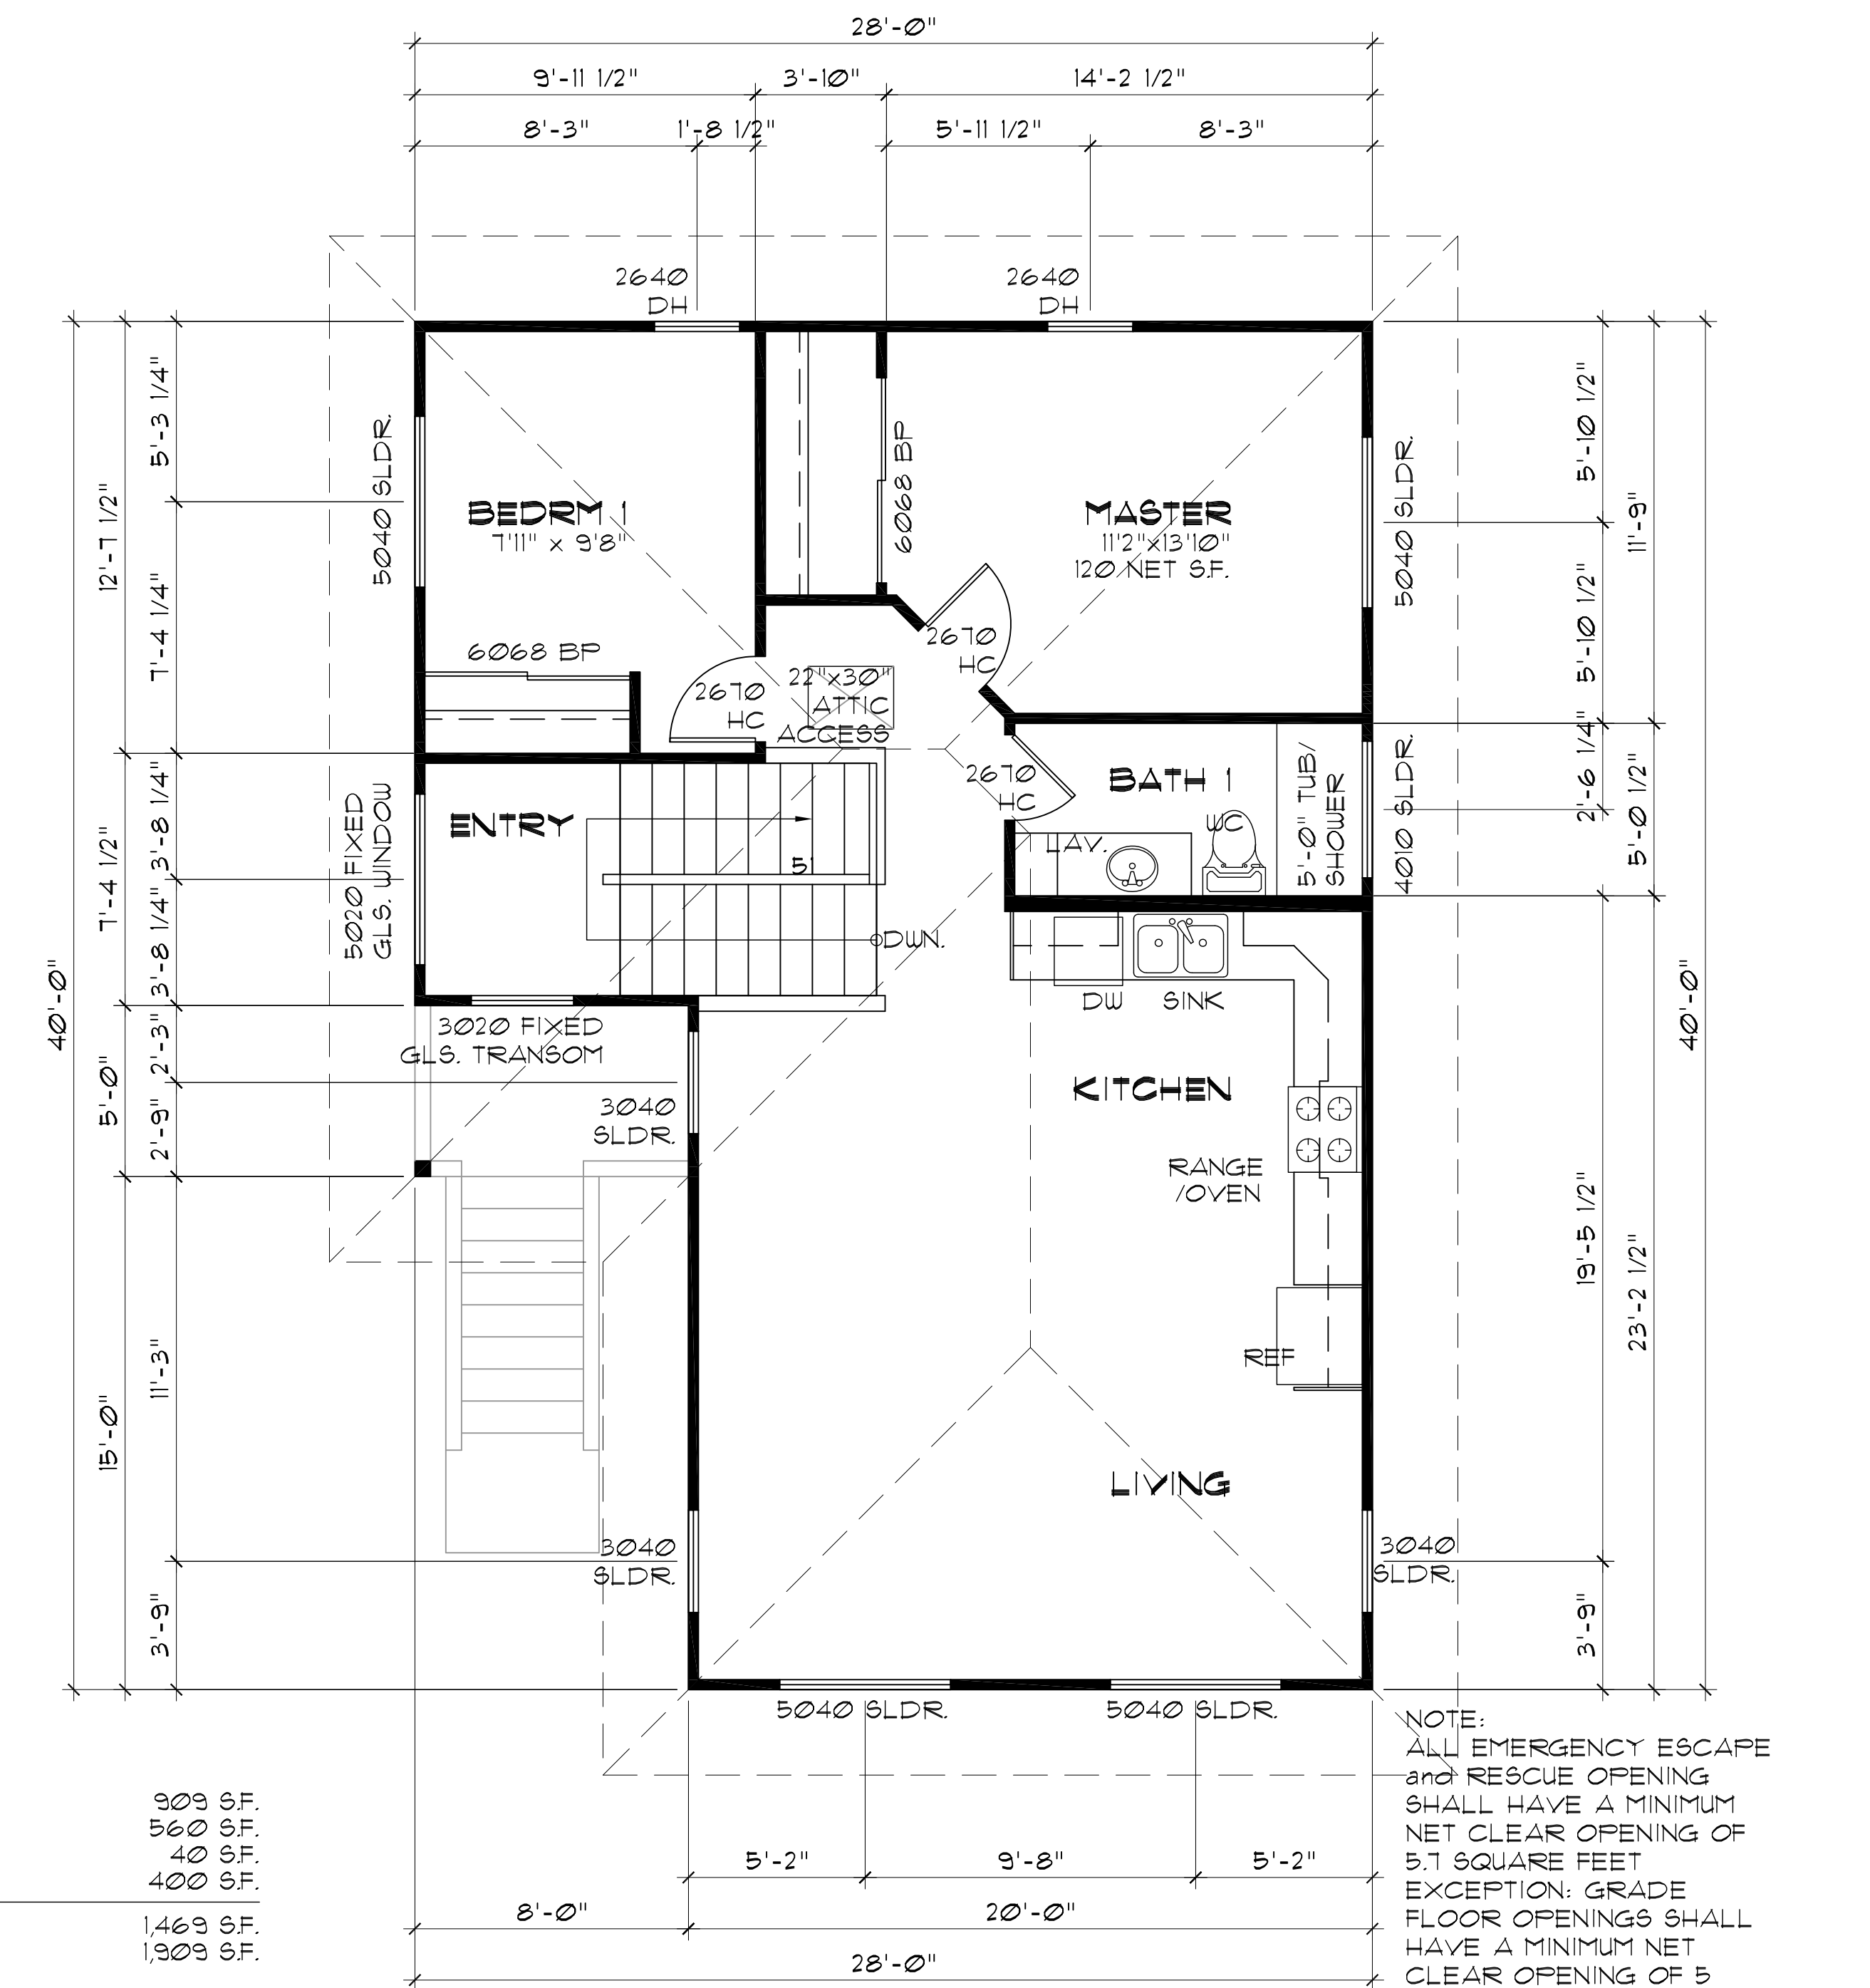 28'-0"
9'-11 1/2" 3'-10" 14'-2 1/2"
8'-3" 1'-8 1/2" 5'-11 1/2" 8'-3"
2640
DH
2640
DH
5040 SLDR.
BEDRM 1
7'11" x 9'8"
6068 BP
6068 BP
MASTER
11'2"x13'10"
120 NET S.F.
5040 SLDR.
2670
HC
2670
HC
22"x30"
ATTIC
ACCESS
2670
HC
BATH 1
LAV.
WC
5'-0" TUB/
SHOWER
4010 SLDR.
5020 FIXED
GLS. WINDOW
ENTRY
5'
DWN.
3020 FIXED
GLS. TRANSOM
3040
SLDR.
DW SINK
KITCHEN
RANGE
/OVEN
REF
LIVING
3040
SLDR.
3040
SLDR.
5040 SLDR. 5040 SLDR.
40'-0"
12'-7 1/2"
7'-4 1/2"
5'-0"
15'-0"
5'-3 1/4"
7'-4 1/4"
3'-8 1/4"
3'-8 1/4"
2'-3"
2'-9"
11'-3"
3'-9"
5'-10 1/2"
5'-10 1/2"
2'-6 1/4"
19'-5 1/2"
3'-9"
11'-9"
5'-0 1/2"
23'-2 1/2"
40'-0"
5'-2" 9'-8" 5'-2"
8'-0" 20'-0"
28'-0"
909 S.F.
560 S.F.
40 S.F.
400 S.F.
1,469 S.F.
1,909 S.F.
NOTE:
ALL EMERGENCY ESCAPE
and RESCUE OPENING
SHALL HAVE A MINIMUM
NET CLEAR OPENING OF
5.7 SQUARE FEET
EXCEPTION: GRADE
FLOOR OPENINGS SHALL
HAVE A MINIMUM NET
CLEAR OPENING OF 5